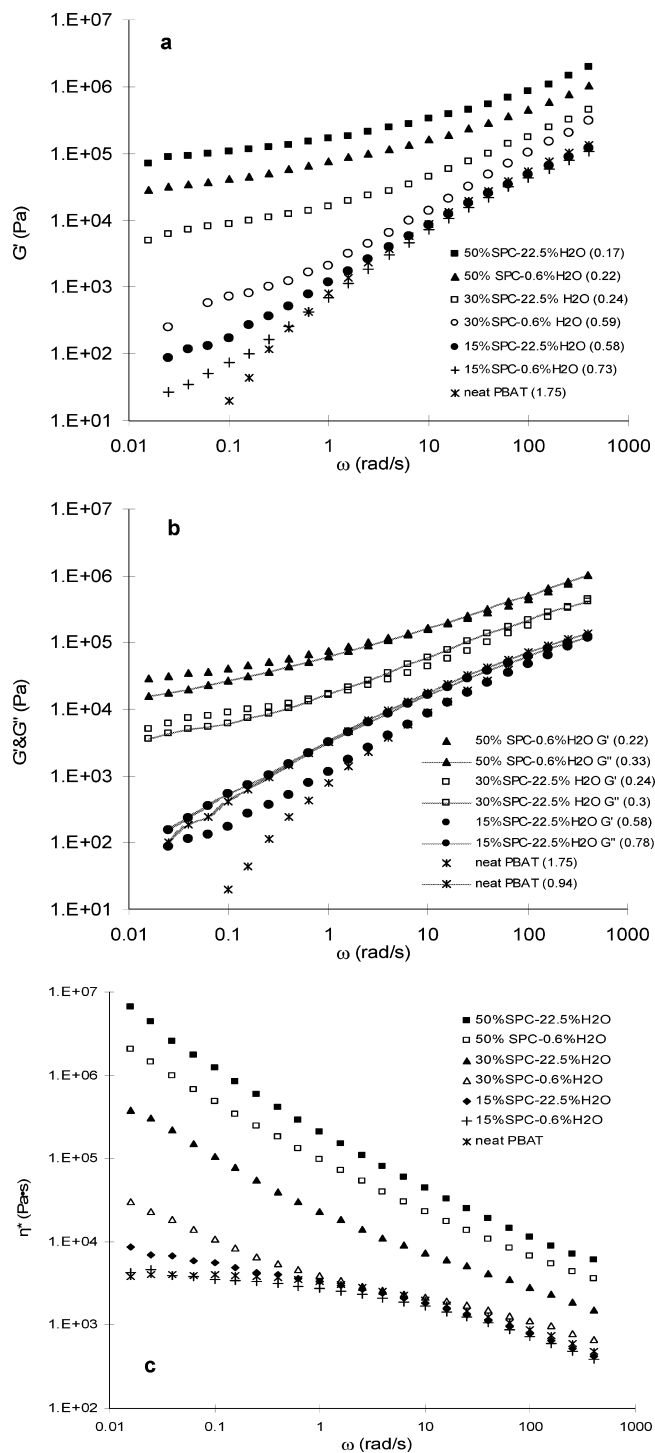 a
1.E+07
1.E+06
1.E+05
1.E+04
1.E+03
1.E+02
1.E+01
G' (Pa)
50%SPC-22.5%H2O (0.17)
50% SPC-0.6%H2O (0.22)
30%SPC-22.5% H2O (0.24)
30%SPC-0.6% H2O (0.59)
15%SPC-22.5%H2O (0.58)
15%SPC-0.6%H2O (0.73)
neat PBAT (1.75)
0.01 0.1 1 10 100 1000
ω (rad/s)
b
1.E+07
1.E+06
1.E+05
1.E+04
1.E+03
1.E+02
1.E+01
G'&G'' (Pa)
50% SPC-0.6%H2O G' (0.22)
50% SPC-0.6%H2O G'' (0.33)
30%SPC-22.5% H2O G' (0.24)
30%SPC-22.5% H2O G'' (0.3)
15%SPC-22.5%H2O G' (0.58)
15%SPC-22.5%H2O G'' (0.78)
neat PBAT (1.75)
neat PBAT (0.94)
0.01 0.1 1 10 100 1000
ω (rad/s)
1.E+07
1.E+06
1.E+05
1.E+04
1.E+03
1.E+02
η* (Pa•s)
50%SPC-22.5%H2O
50% SPC-0.6%H2O
30%SPC-22.5%H2O
30%SPC-0.6%H2O
15%SPC-22.5%H2O
15%SPC-0.6%H2O
neat PBAT
c
0.01 0.1 1 10 100 1000
ω (rad/s)